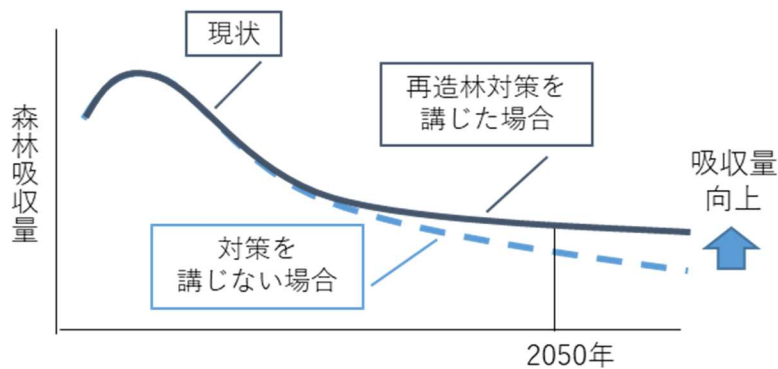 現状
再造林対策を
講じた場合
森林吸収量
吸収量
向上
対策を
講じない場合
2050年